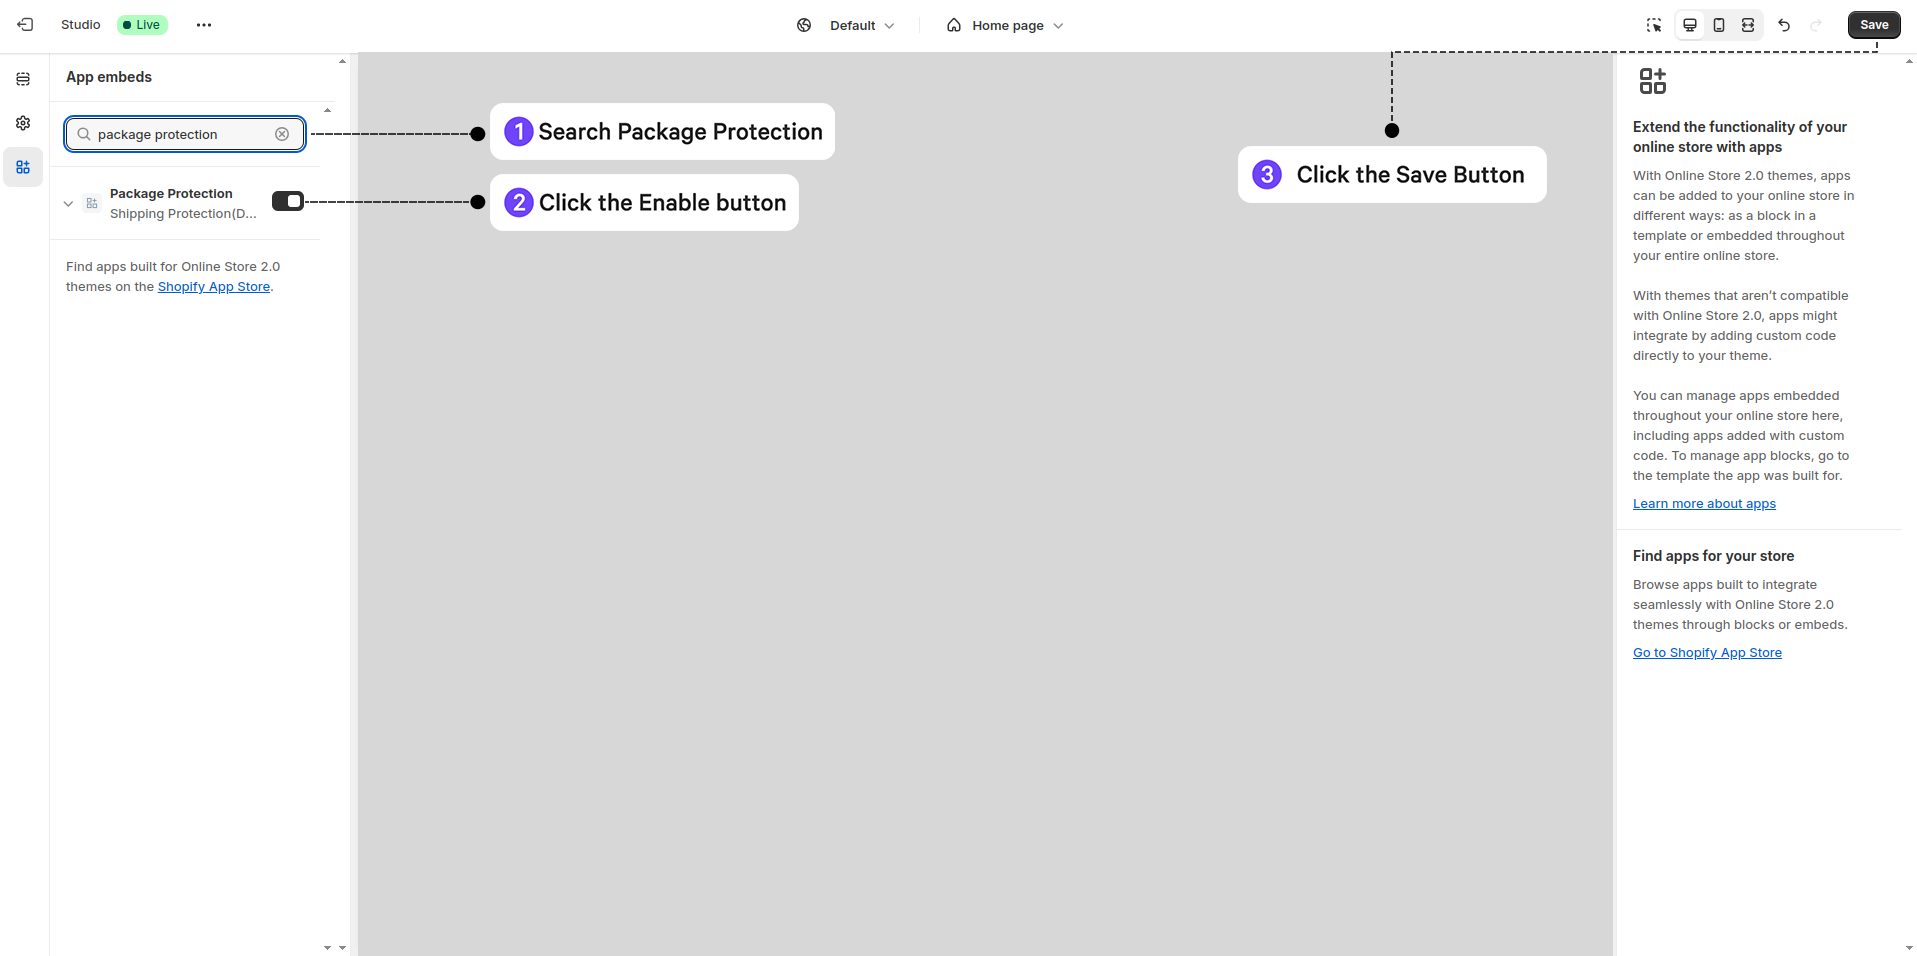 Studio
Live
Default
Home page
Save
App embeds
package protection
Package Protection
Shipping Protection(D...
Find apps built for Online Store 2.0
themes on the Shopify App Store.
1 Search Package Protection
2 Click the Enable button
3 Click the Save Button
Extend the functionality of your
online store with apps
With Online Store 2.0 themes, apps
can be added to your online store in
different ways: as a block in a
template or embedded throughout
your entire online store.
With themes that aren’t compatible
with Online Store 2.0, apps might
integrate by adding custom code
directly to your theme.
You can manage apps embedded
throughout your online store here,
including apps added with custom
code. To manage app blocks, go to
the template the app was built for.
Learn more about apps
Find apps for your store
Browse apps built to integrate
seamlessly with Online Store 2.0
themes through blocks or embeds.
Go to Shopify App Store